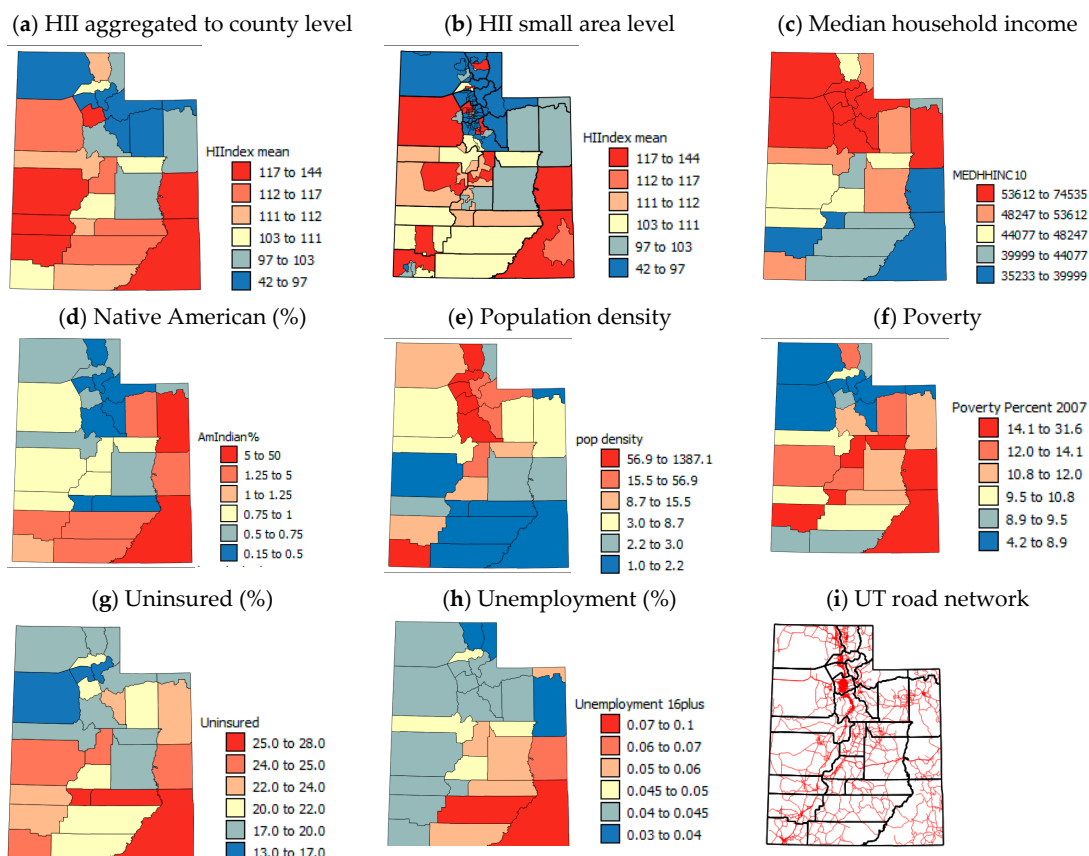 (a) HII aggregated to county level
(b) HII small area level
(c) Median household income
HIIndex mean
117 to 144
112 to 117
111 to 112
103 to 111
97 to 103
42 to 97
HIIndex mean
117 to 144
112 to 117
111 to 112
103 to 111
97 to 103
42 to 97
MEDHHINC10
53612 to 74535
48247 to 53612
44077 to 48247
39999 to 44077
35233 to 39999
(d) Native American (%)
(e) Population density
(f) Poverty
AmIndian%
5 to 50
1.25 to 5
1 to 1.25
0.75 to 1
0.5 to 0.75
0.15 to 0.5
pop density
56.9 to 1387.1
15.5 to 56.9
8.7 to 15.5
3.0 to 8.7
2.2 to 3.0
1.0 to 2.2
Poverty Percent 2007
14.1 to 31.6
12.0 to 14.1
10.8 to 12.0
9.5 to 10.8
8.9 to 9.5
4.2 to 8.9
(g) Uninsured (%)
(h) Unemployment (%)
(i) UT road network
Uninsured
25.0 to 28.0
24.0 to 25.0
22.0 to 24.0
20.0 to 22.0
17.0 to 20.0
13.0 to 17.0
Unemployment 16plus
0.07 to 0.1
0.06 to 0.07
0.05 to 0.06
0.045 to 0.05
0.04 to 0.045
0.03 to 0.04